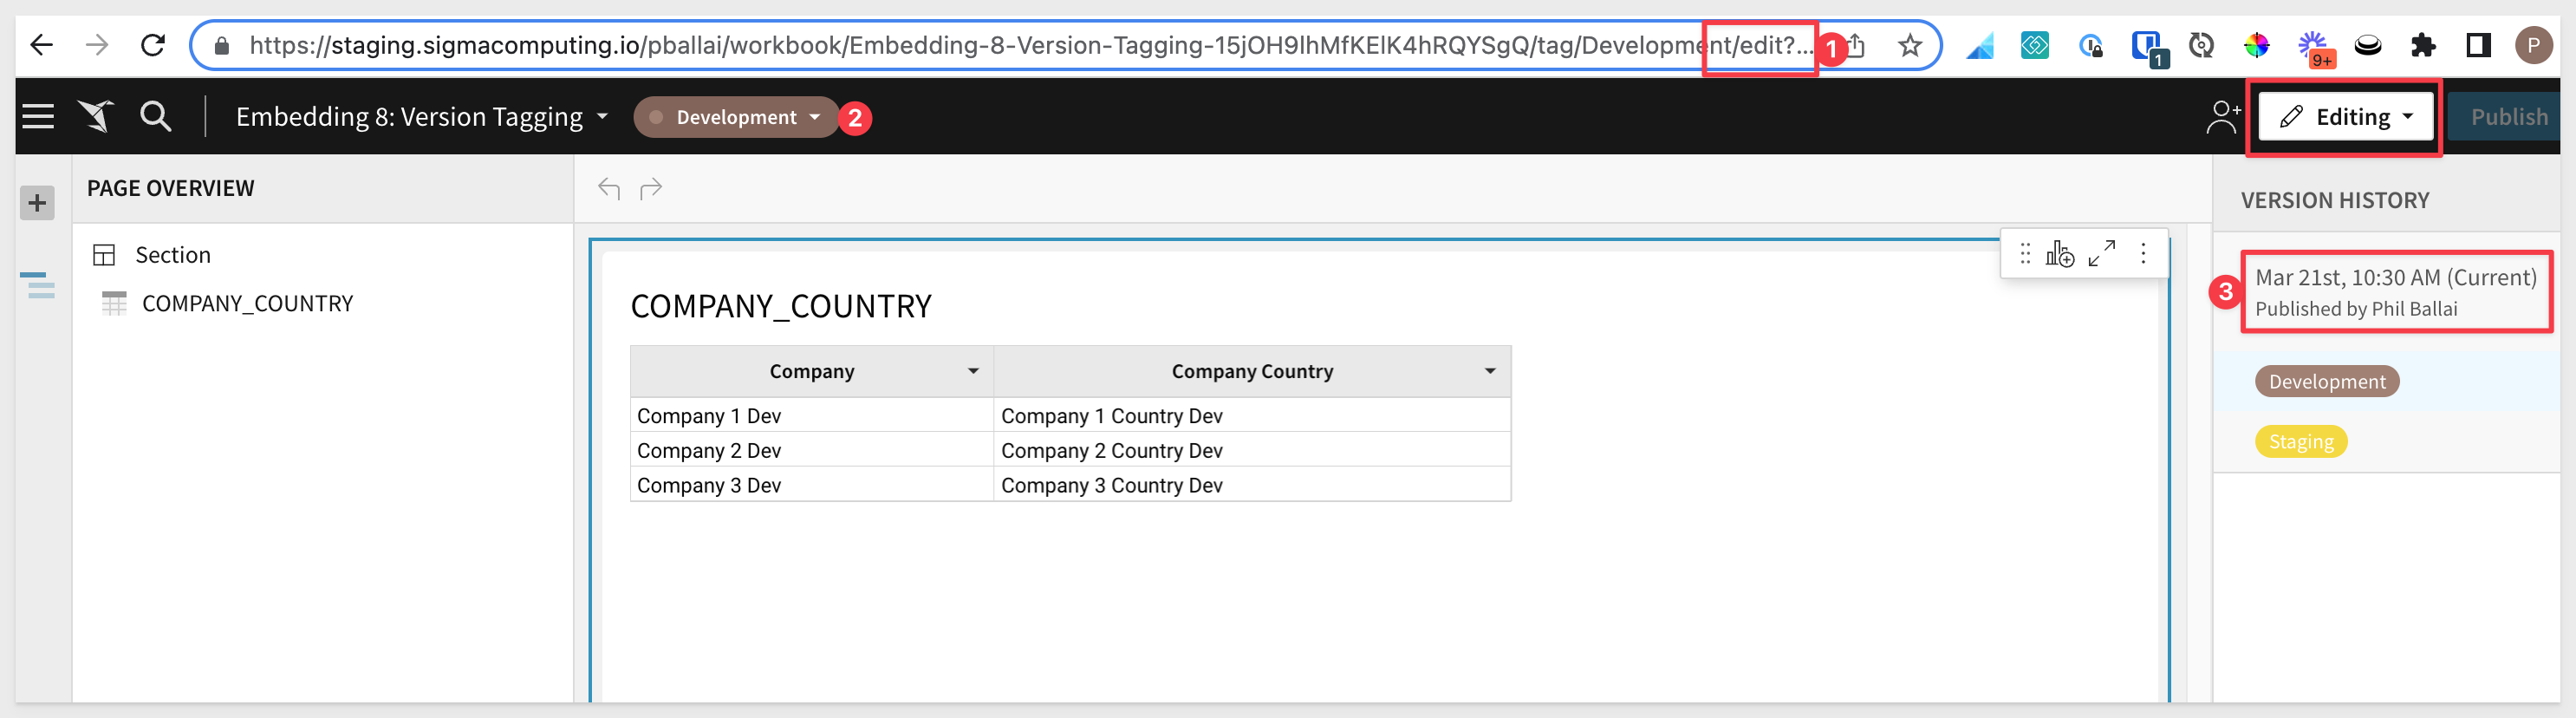 https://staging.sigmacomputing.io/pballai/workbook/Embedding-8-Version-Tagging-15jOH9lhMfKElK4hRQYSgQ/tag/Development/edit?...
1
1
9+
P
Embedding 8: Version Tagging
Development
2
Editing
Publish
PAGE OVERVIEW
VERSION HISTORY
Section
COMPANY_COUNTRY
COMPANY_COUNTRY
Company
Company Country
Company 1 Dev
Company 1 Country Dev
Company 2 Dev
Company 2 Country Dev
Company 3 Dev
Company 3 Country Dev
3
Mar 21st, 10:30 AM (Current)
Published by Phil Ballai
Development
Staging